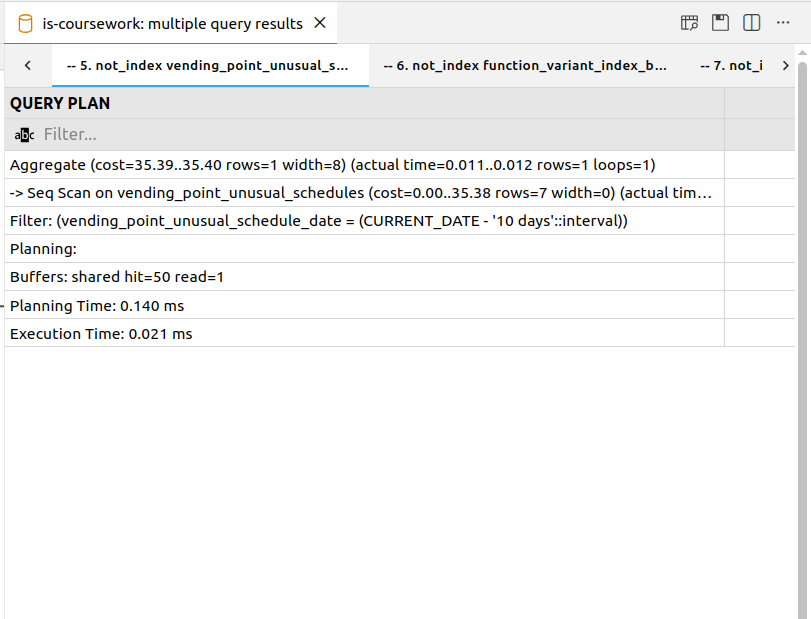 is-coursework: multiple query results
-- 5. not_index vending_point_unusual_s... -- 6. not_index function_variant_index_b... -- 7. not_i
QUERY PLAN
abc Filter...
Aggregate (cost=35.39..35.40 rows=1 width=8) (actual time=0.011..0.012 rows=1 loops=1)
-> Seq Scan on vending_point_unusual_schedules (cost=0.00..35.38 rows=7 width=0) (actual tim...
Filter: (vending_point_unusual_schedule_date = (CURRENT_DATE - '10 days'::interval))
Planning:
Buffers: shared hit=50 read=1
Planning Time: 0.140 ms
Execution Time: 0.021 ms